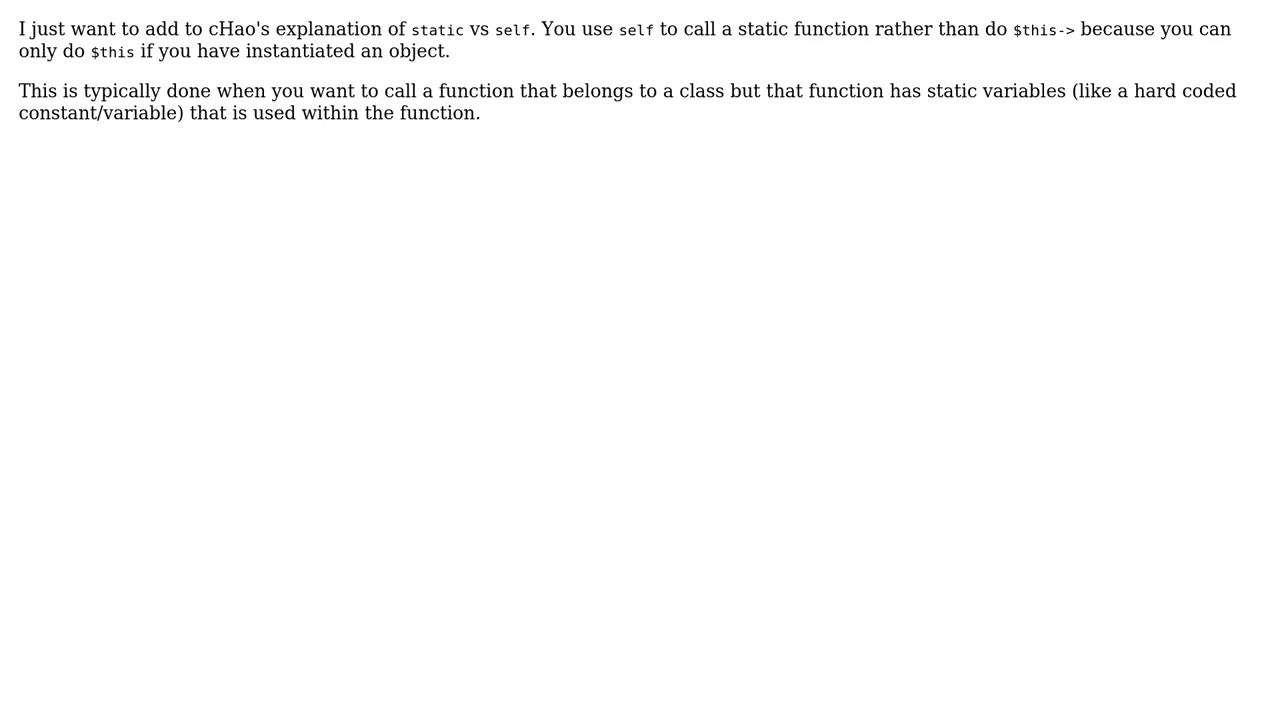 I just want to add to cHao's explanation of static vs self. You use self to call a static function rather than do $this-> because you can
only do $this if you have instantiated an object.
This is typically done when you want to call a function that belongs to a class but that function has static variables (like a hard coded
constant/variable) that is used within the function.